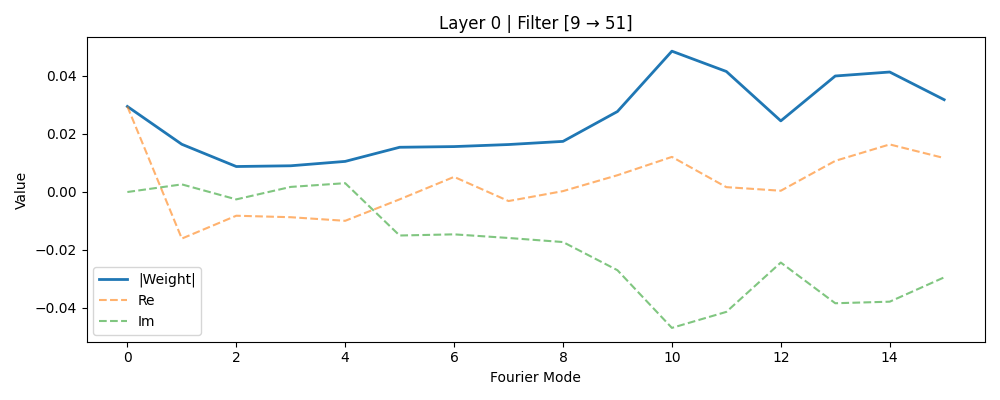 Layer 0 | Filter [9 → 51]
Value
0.04
0.02
0.00
−0.02
−0.04
|Weight|
Re
Im
0 2 4 6 8 10 12 14
Fourier Mode